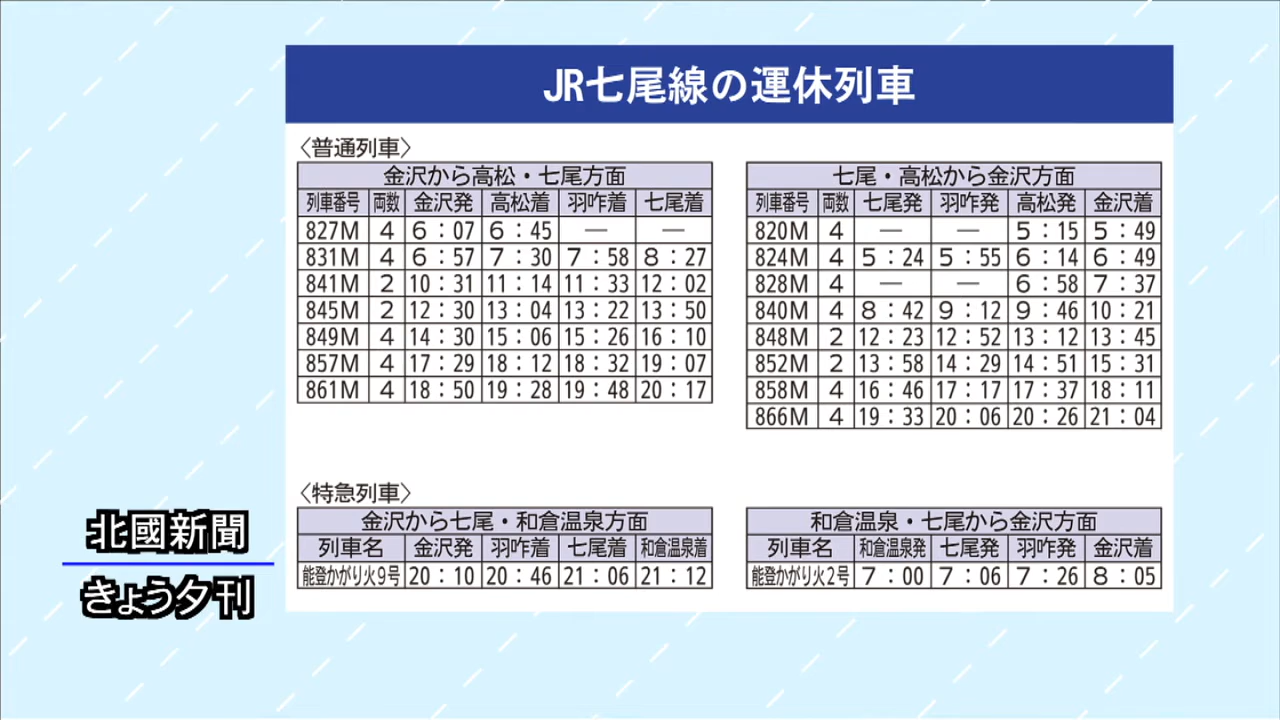 JR七尾線の運休列車
〈普通列車〉
金沢から高松・七尾方面
列車番号 両数 金沢発 高松着 羽咋着 七尾着
827M 4 6:07 6:45 ― ―
831M 4 6:57 7:30 7:58 8:27
841M 2 10:31 11:14 11:33 12:02
845M 2 12:30 13:04 13:22 13:50
849M 4 14:30 15:06 15:26 16:10
857M 4 17:29 18:12 18:32 19:07
861M 4 18:50 19:28 19:48 20:17
七尾・高松から金沢方面
列車番号 両数 七尾発 羽咋発 高松発 金沢着
820M 4 ― ― 5:15 5:49
824M 4 5:24 5:55 6:14 6:49
828M 4 ― ― 6:58 7:37
840M 4 8:42 9:12 9:46 10:21
848M 2 12:23 12:52 13:12 13:45
852M 2 13:58 14:29 14:51 15:31
858M 4 16:46 17:17 17:37 18:11
866M 4 19:33 20:06 20:26 21:04
〈特急列車〉
金沢から七尾・和倉温泉方面
列車名 金沢発 羽咋着 七尾着 和倉温泉着
能登かがり火9号 20:10 20:46 21:06 21:12
和倉温泉・七尾から金沢方面
列車名 和倉温泉発 七尾発 羽咋発 金沢着
能登かがり火2号 7:00 7:06 7:26 8:05
北國新聞
きょう夕刊